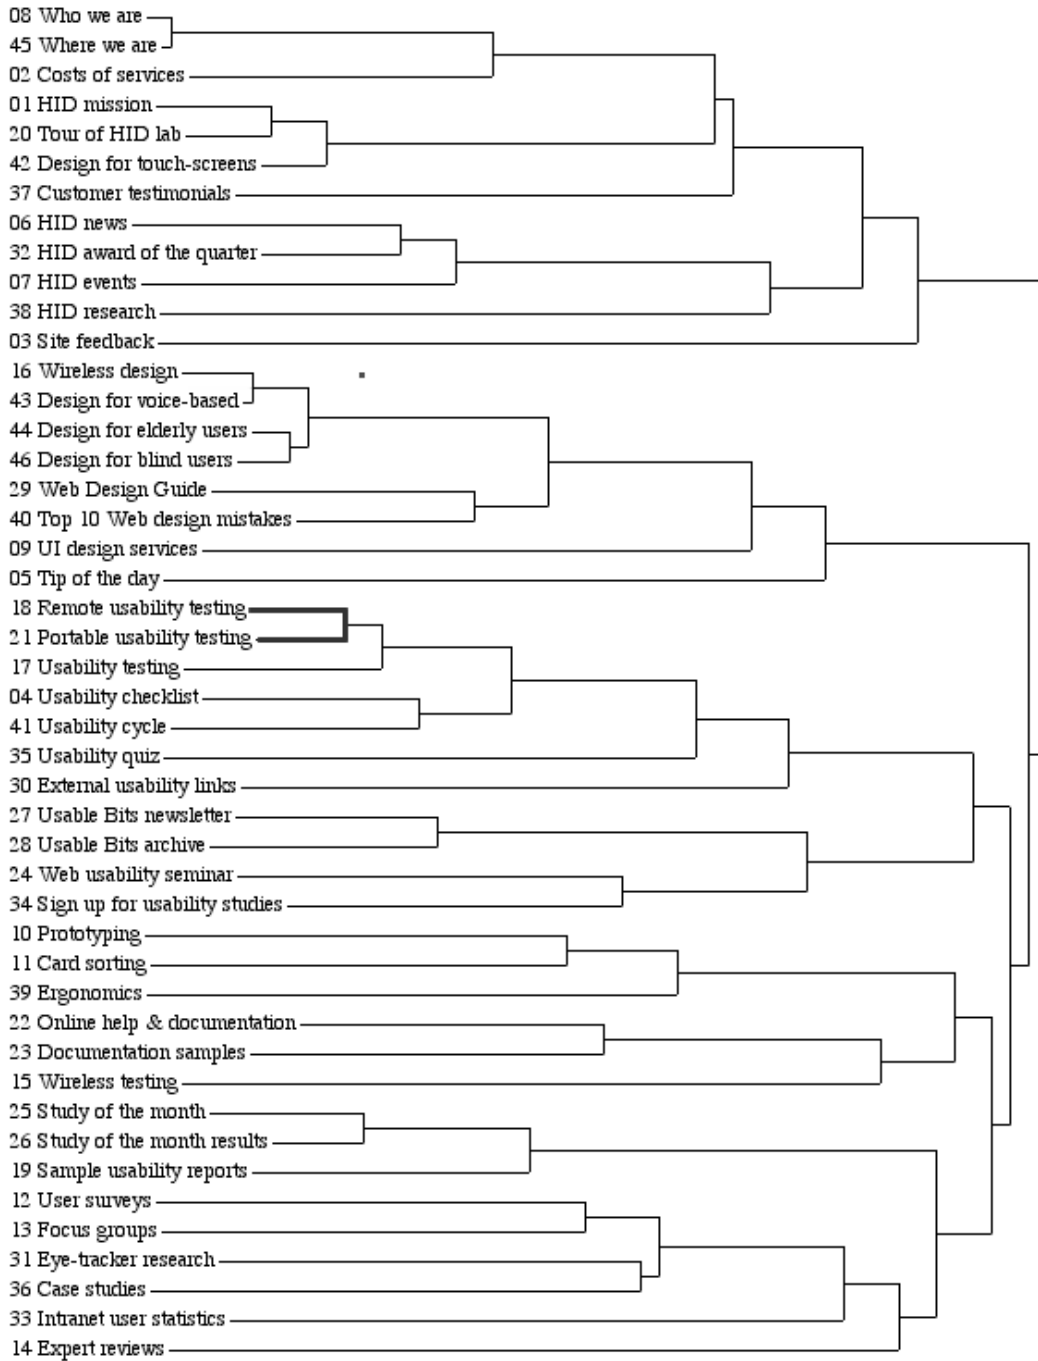 08 Who we are
45 Where we are
02 Costs of services
01 HID mission
20 Tour of HID lab
42 Design for touch-screens
37 Customer testimonials
06 HID news
32 HID award of the quarter
07 HID events
38 HID research
03 Site feedback
16 Wireless design
43 Design for voice-based
44 Design for elderly users
46 Design for blind users
29 Web Design Guide
40 Top 10 Web design mistakes
09 UI design services
05 Tip of the day
18 Remote usability testing
21 Portable usability testing
17 Usability testing
04 Usability checklist
41 Usability cycle
35 Usability quiz
30 External usability links
27 Usable Bits newsletter
28 Usable Bits archive
24 Web usability seminar
34 Sign up for usability studies
10 Prototyping
11 Card sorting
39 Ergonomics
22 Online help & documentation
23 Documentation samples
15 Wireless testing
25 Study of the month
26 Study of the month results
19 Sample usability reports
12 User surveys
13 Focus groups
31 Eye-tracker research
36 Case studies
33 Intranet user statistics
14 Expert reviews